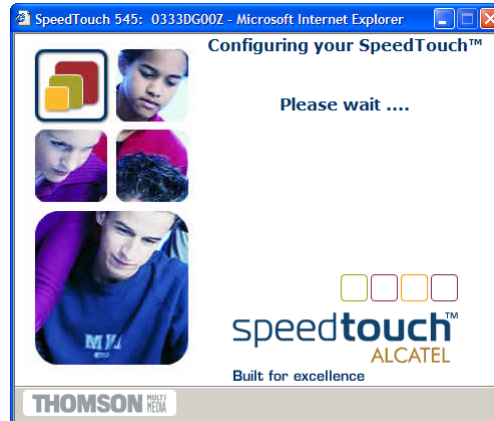 SpeedTouch 545: 0333DG00Z - Microsoft Internet Explorer
Configuring your SpeedTouch™
Please wait ....
speedtouch™
ALCATEL
Built for excellence
THOMSON MULTI MEDIA